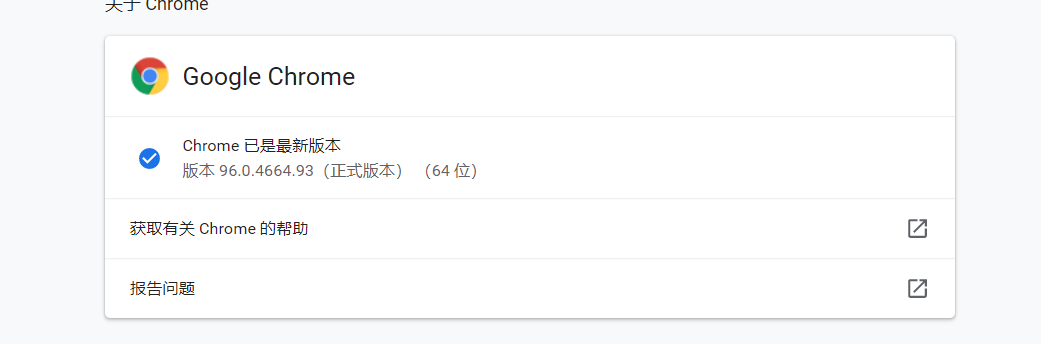 关于 Chrome
Google Chrome
Chrome 已是最新版本
版本 96.0.4664.93（正式版本） （64 位）
获取有关 Chrome 的帮助
报告问题